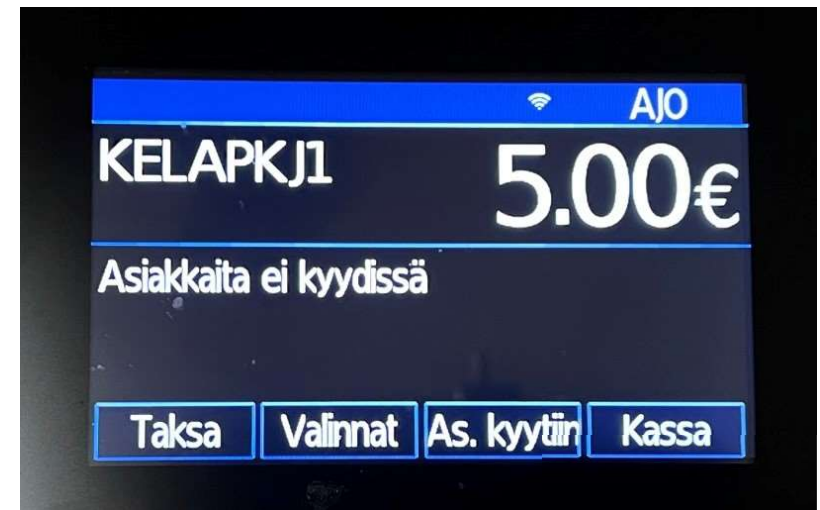 AJO
KELAPKJ1 5.00€
Asiakkaita ei kyydissä
Taksa Valinnat As. kyytiin Kassa